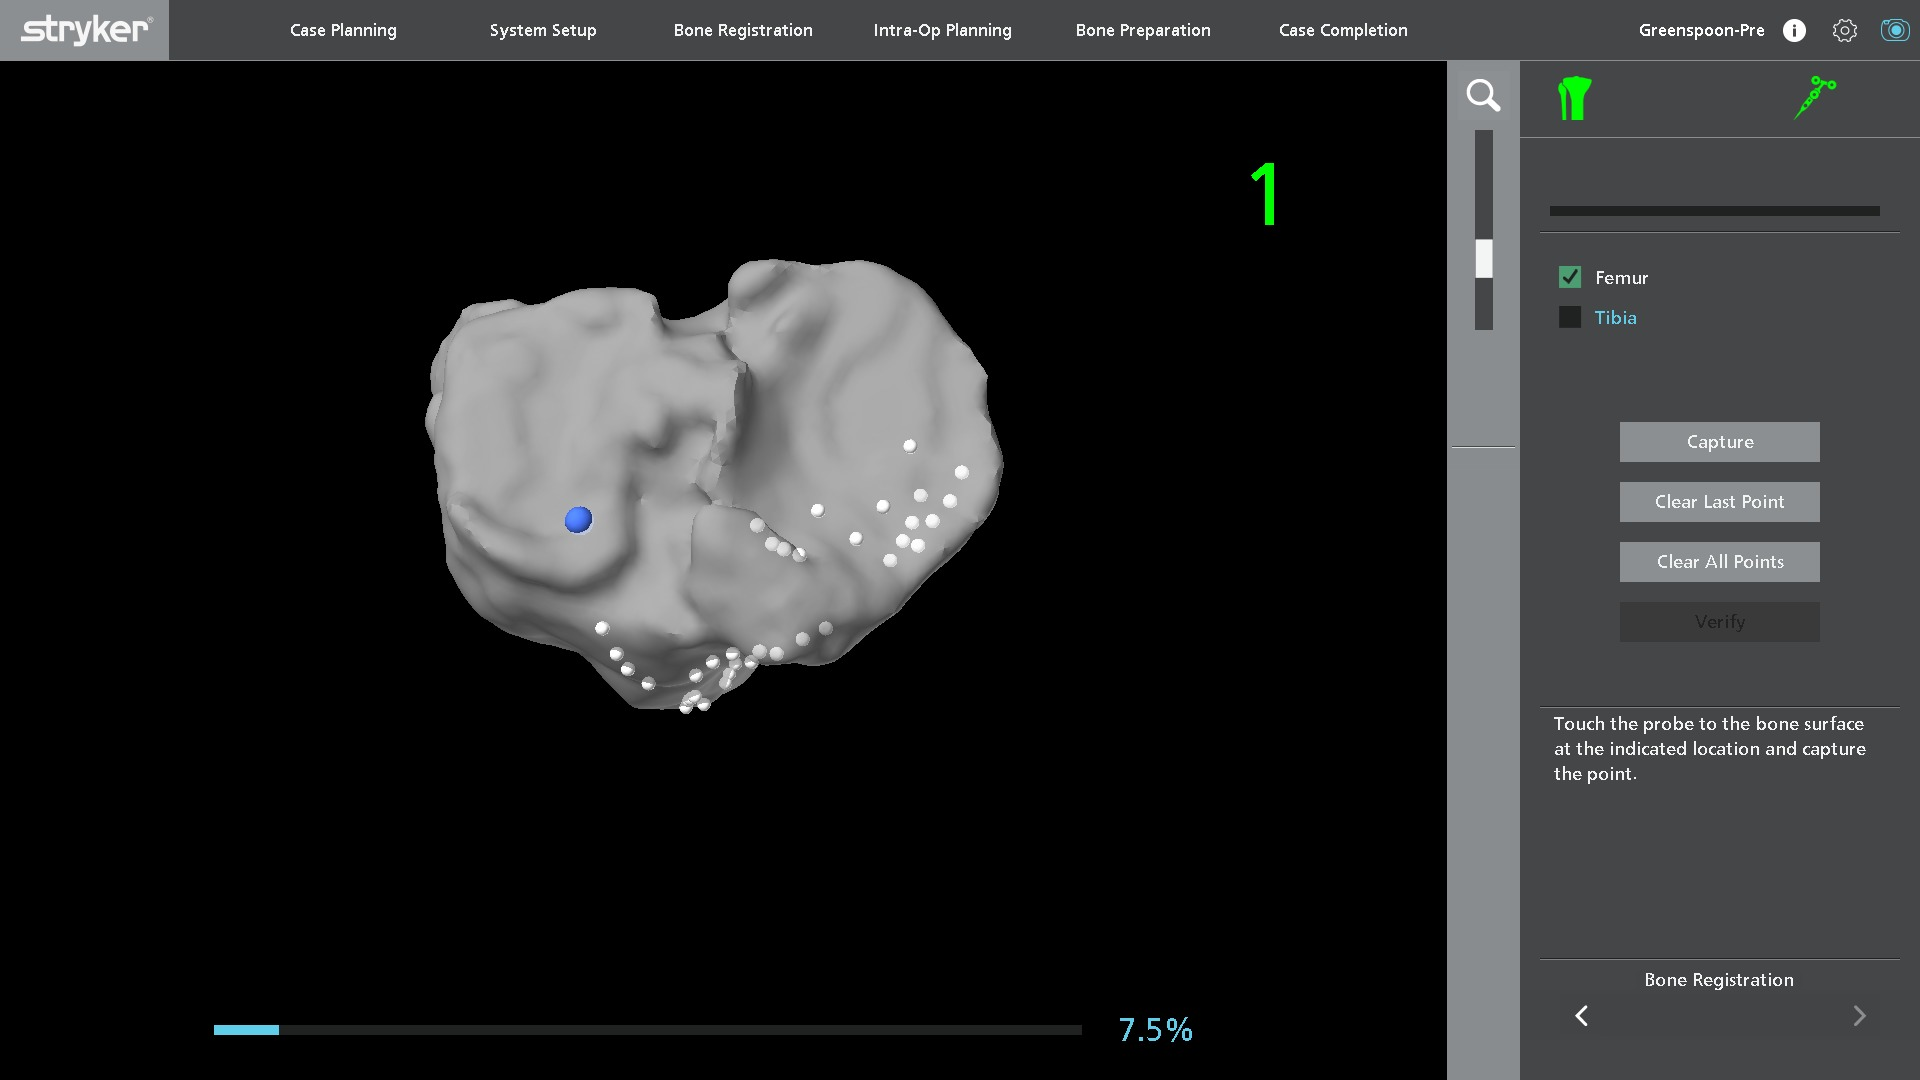 stryker®
Case Planning
System Setup
Bone Registration
Intra-Op Planning
Bone Preparation
Case Completion
Greenspoon-Pre
i
1
Femur
Tibia
Capture
Clear Last Point
Clear All Points
Verify
Touch the probe to the bone surface
at the indicated location and capture
the point.
Bone Registration
7.5%